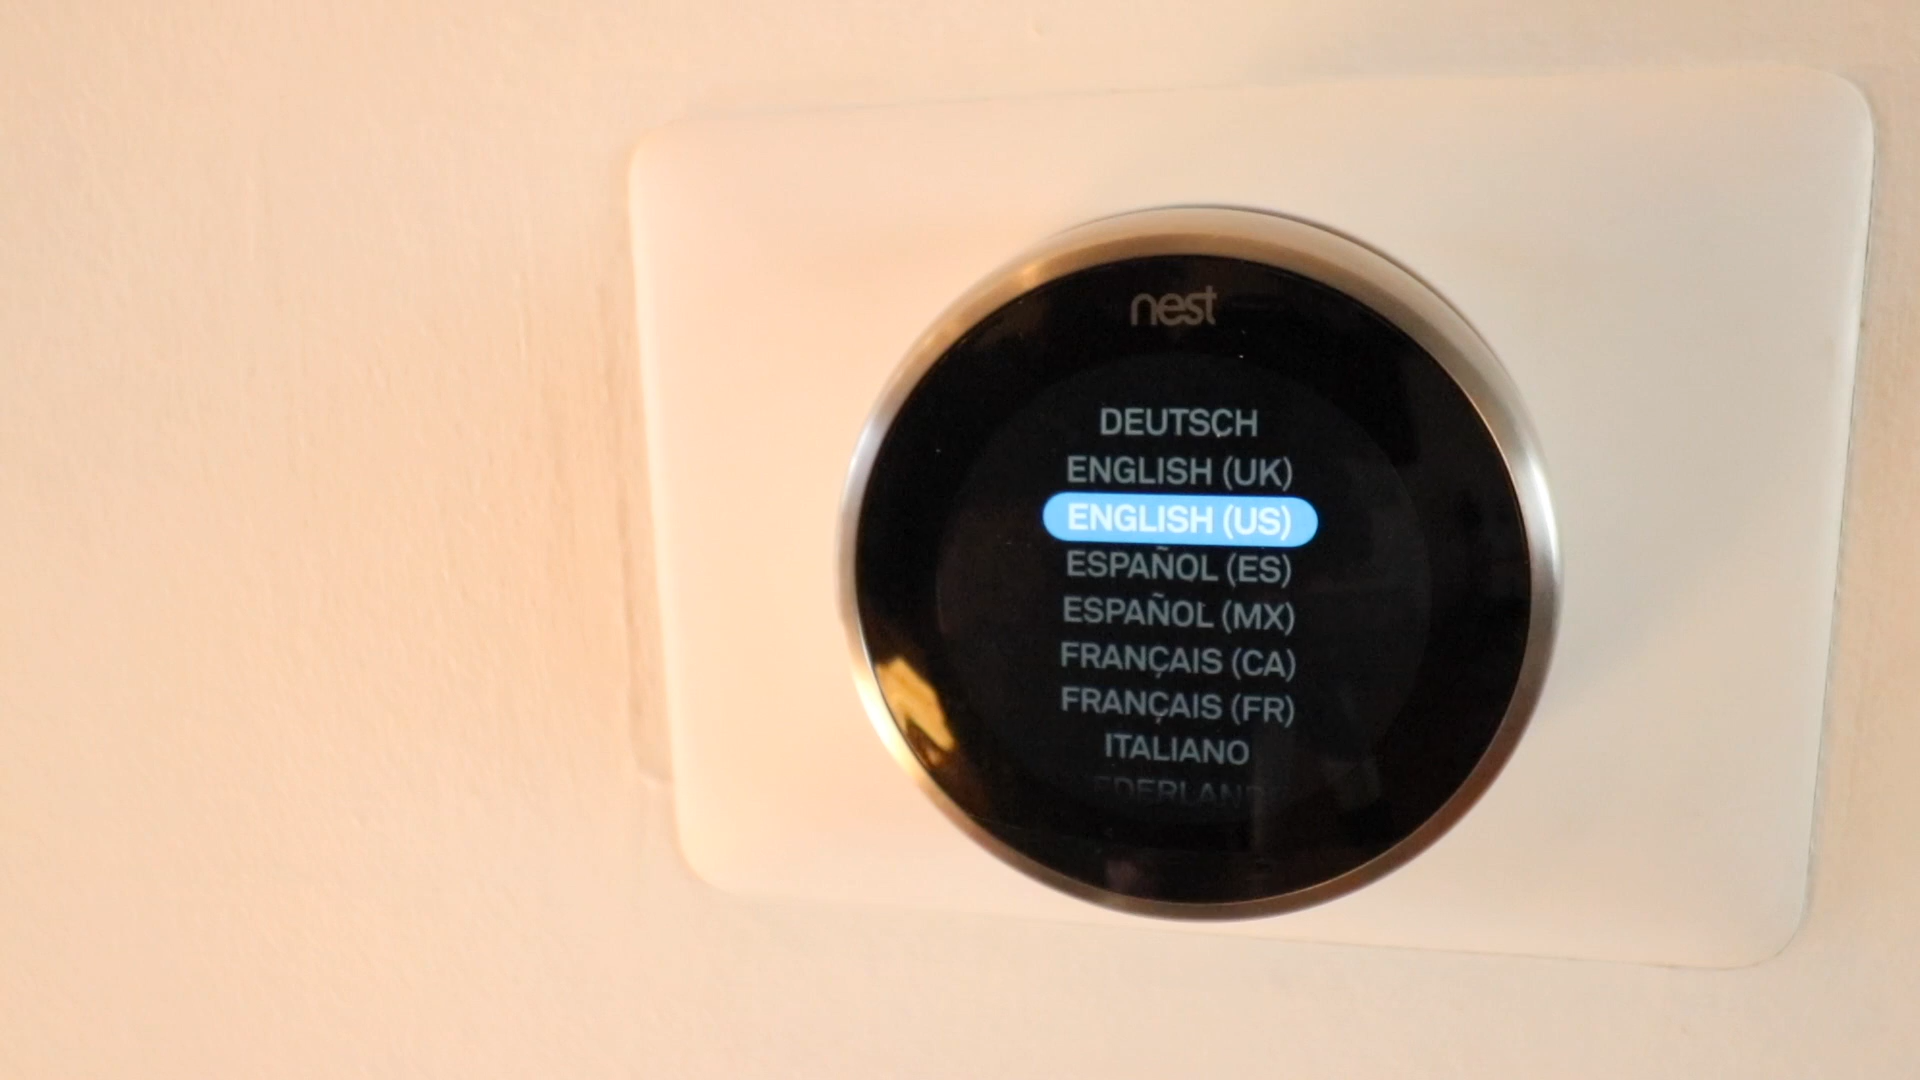 nest
DEUTSCH
ENGLISH (UK)
ENGLISH (US)
ESPAÑOL (ES)
ESPAÑOL (MX)
FRANÇAIS (CA)
FRANÇAIS (FR)
ITALIANO